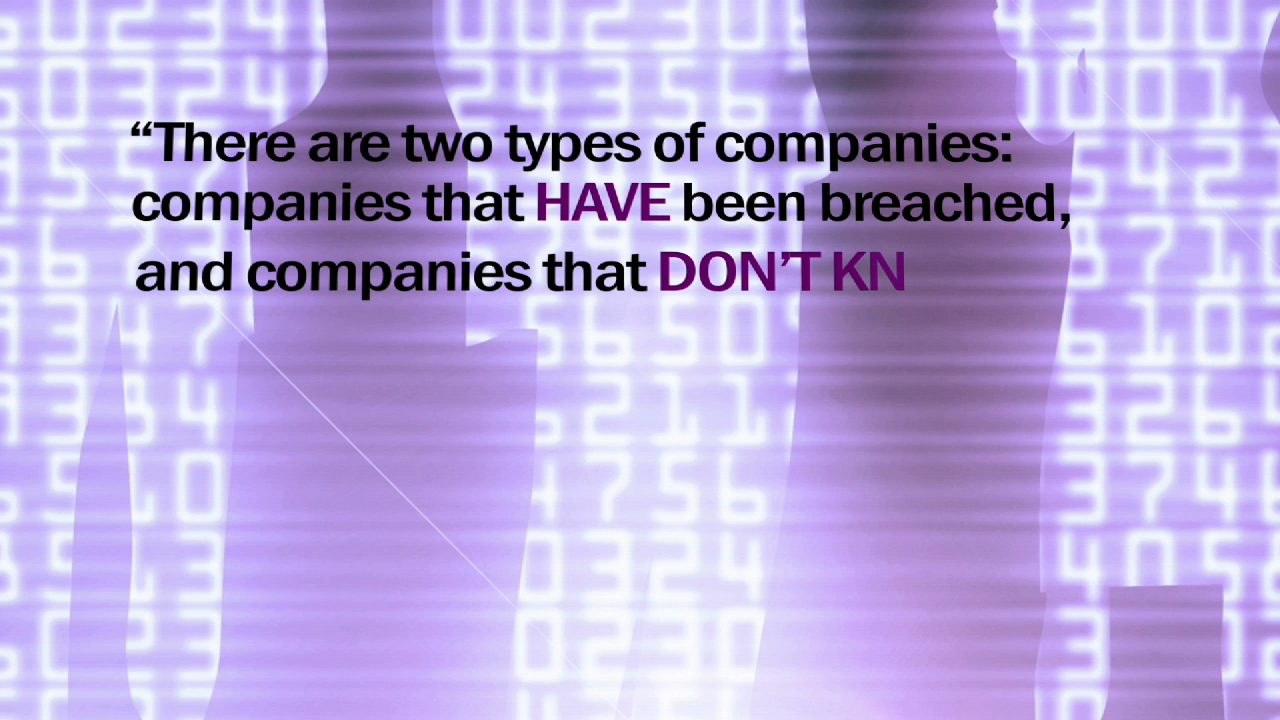 “There are two types of companies:
companies that HAVE been breached,
and companies that DON’T KN